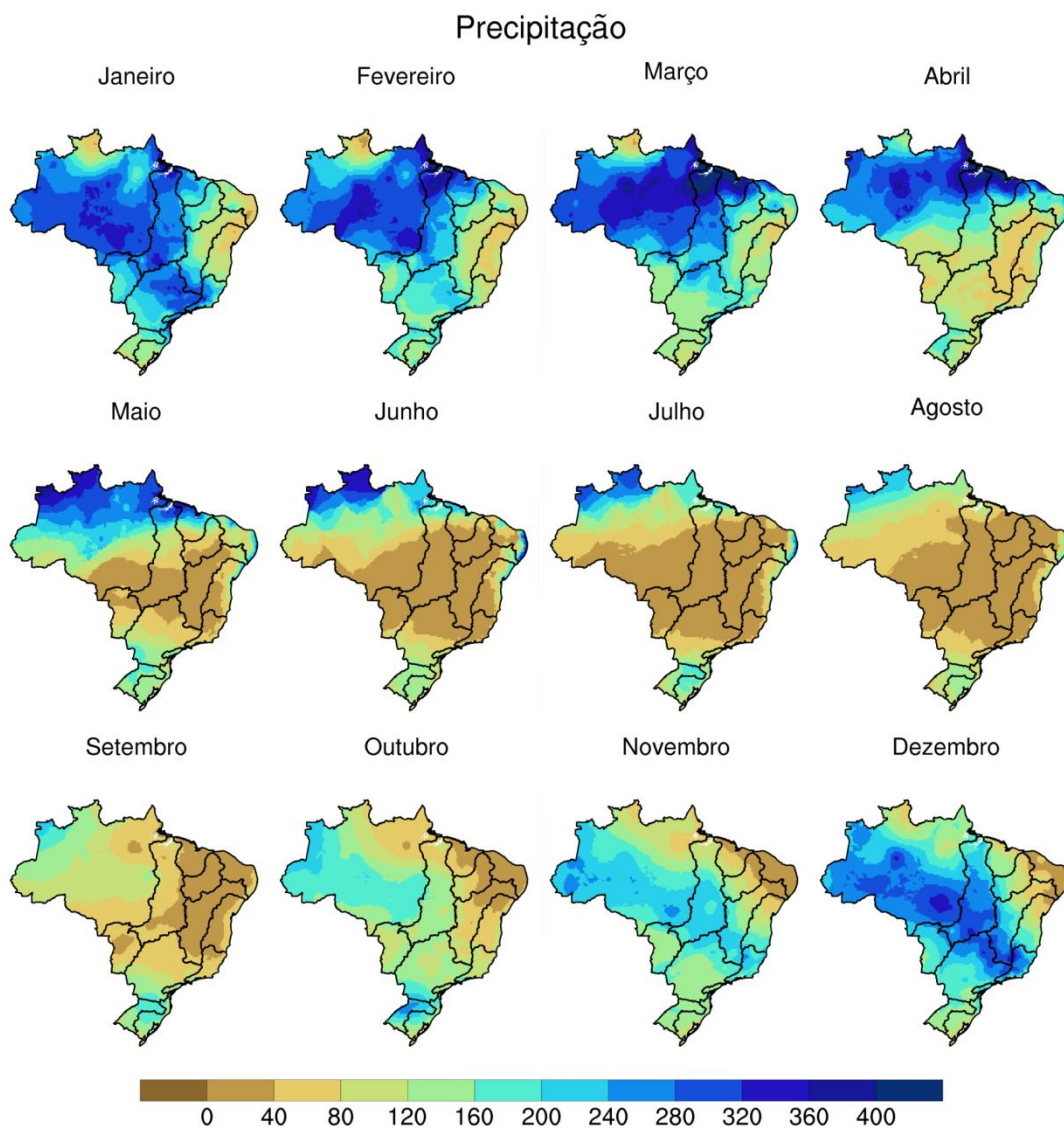 Precipitação
Janeiro Fevereiro Março Abril
Maio Junho Julho Agosto
Setembro Outubro Novembro Dezembro
0 40 80 120 160 200 240 280 320 360 400